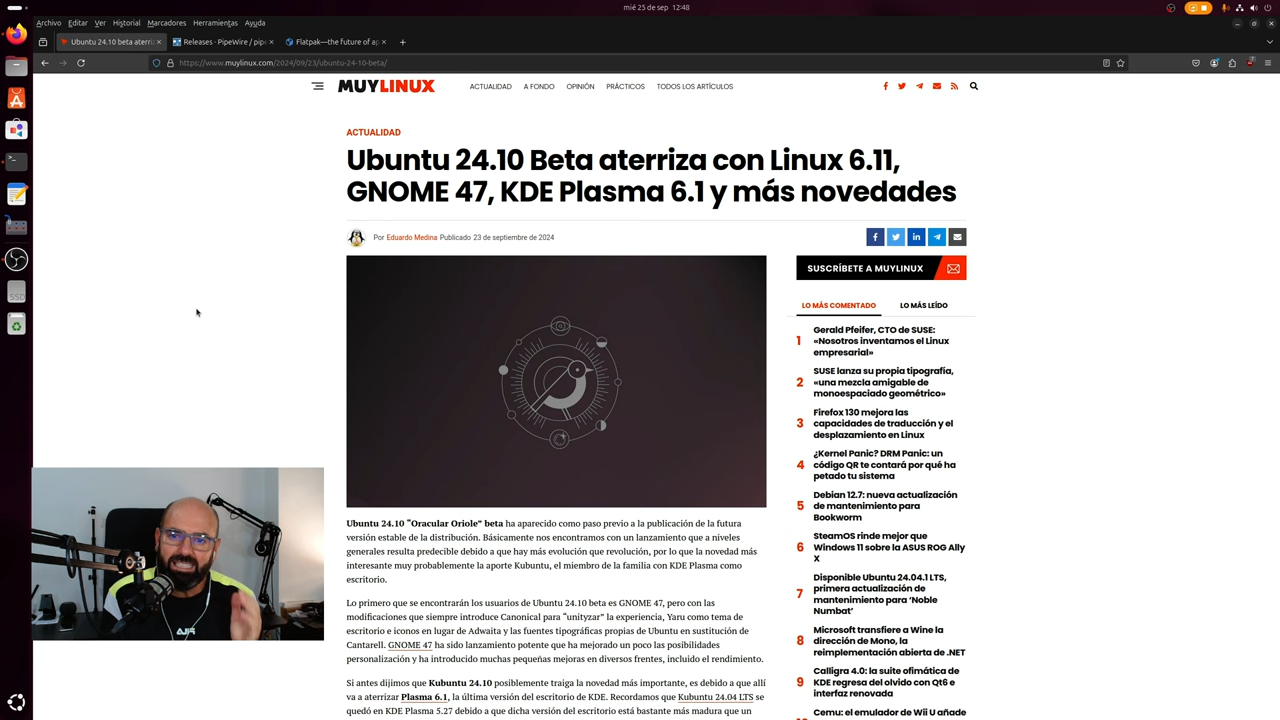 mié 25 de sep 12:48
Archivo Editar Ver Historial Marcadores Herramientas Ayuda
Ubuntu 24.10 beta aterri
Releases · PipeWire / pip
Flatpak—the future of ap
https://www.muylinux.com/2024/09/23/ubuntu-24-10-beta/
MUYLINUX
ACTUALIDAD A FONDO OPINIÓN PRÁCTICOS TODOS LOS ARTÍCULOS
ACTUALIDAD
Ubuntu 24.10 Beta aterriza con Linux 6.11,
GNOME 47, KDE Plasma 6.1 y más novedades
Por Eduardo Medina Publicado 23 de septiembre de 2024
Ubuntu 24.10 “Oracular Oriole” beta ha aparecido como paso previo a la publicación de la futura
versión estable de la distribución. Básicamente nos encontramos con un lanzamiento que a niveles
generales resulta predecible debido a que hay más evolución que revolución, por lo que la novedad más
interesante muy probablemente la aporte Kubuntu, el miembro de la familia con KDE Plasma como
escritorio.
Lo primero que se encontrarán los usuarios de Ubuntu 24.10 beta es GNOME 47, pero con las
modificaciones que siempre introduce Canonical para “unityzar” la experiencia, Yaru como tema de
escritorio e iconos en lugar de Adwaita y las fuentes tipográficas propias de Ubuntu en sustitución de
Cantarell. GNOME 47 ha sido lanzamiento potente que ha mejorado un poco las posibilidades
personalización y ha introducido muchas pequeñas mejoras en diversos frentes, incluido el rendimiento.
Si antes dijimos que Kubuntu 24.10 posiblemente traiga la novedad más importante, es debido a que allí
va a aterrizar Plasma 6.1, la última versión del escritorio de KDE. Recordamos que Kubuntu 24.04 LTS se
quedó en KDE Plasma 5.27 debido a que dicha versión del escritorio está bastante más madura que un
SUSCRÍBETE A MUYLINUX
LO MÁS COMENTADO LO MÁS LEÍDO
1 Gerald Pfeifer, CTO de SUSE:
«Nosotros inventamos el Linux
empresarial»
2 SUSE lanza su propia tipografía,
«una mezcla amigable de
monoespaciado geométrico»
3 Firefox 130 mejora las
capacidades de traducción y el
desplazamiento en Linux
4 ¿Kernel Panic? DRM Panic: un
código QR te contará por qué ha
petado tu sistema
5 Debian 12.7: nueva actualización
de mantenimiento para
Bookworm
6 SteamOS rinde mejor que
Windows 11 sobre la ASUS ROG Ally
X
7 Disponible Ubuntu 24.04.1 LTS,
primera actualización de
mantenimiento para ‘Noble
Numbat’
8 Microsoft transfiere a Wine la
dirección de Mono, la
reimplementación abierta de .NET
9 Calligra 4.0: la suite ofimática de
KDE regresa del olvido con Qt6 e
interfaz renovada
Cemu: el emulador de Wii U añade
SSD